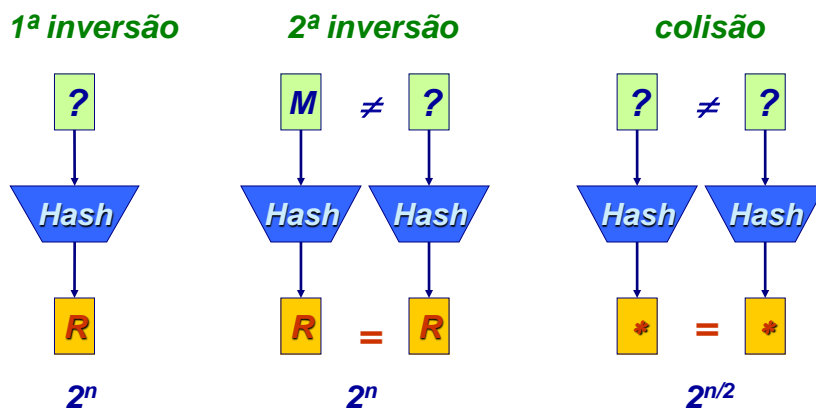 1ª inversão 2ª inversão colisão
? M ≠ ? ? ≠ ?
Hash Hash Hash Hash Hash
R R = R * = *
2ⁿ 2ⁿ 2ⁿ/²